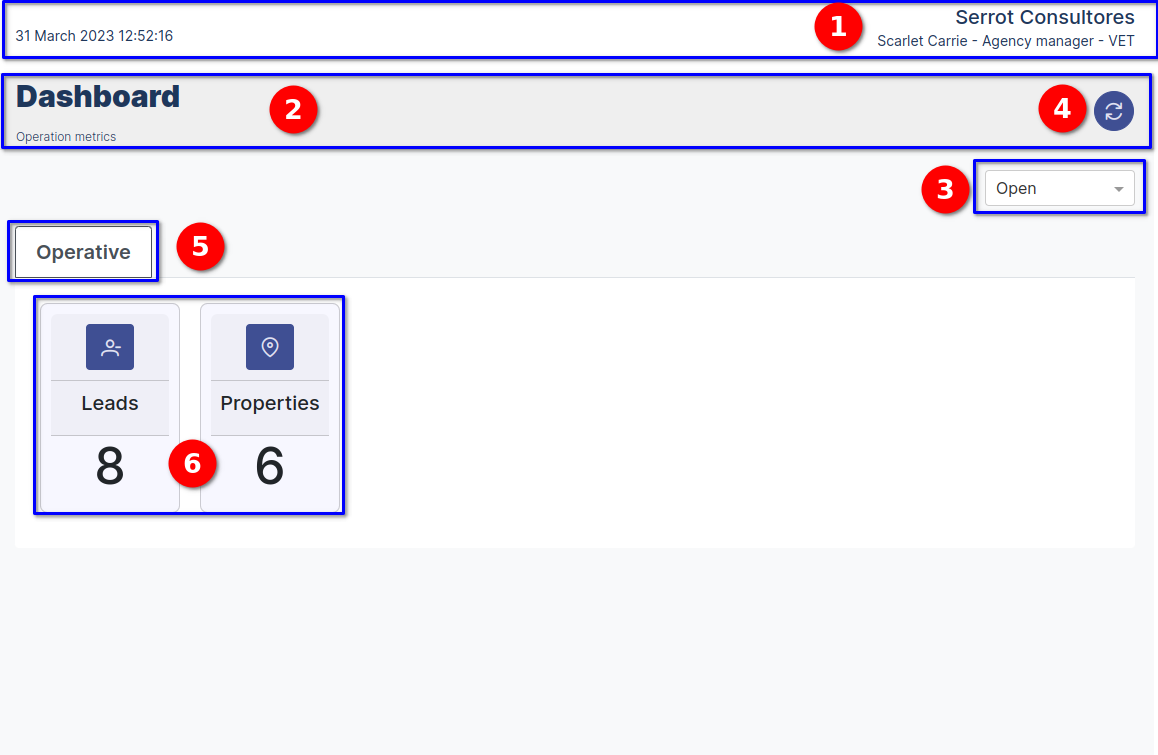 Serrot Consultores
31 March 2023 12:52:16
1
Scarlet Carrie - Agency manager - VET
Dashboard
2
4
Operation metrics
3
Open
Operative
5
Leads
Properties
8
6
6